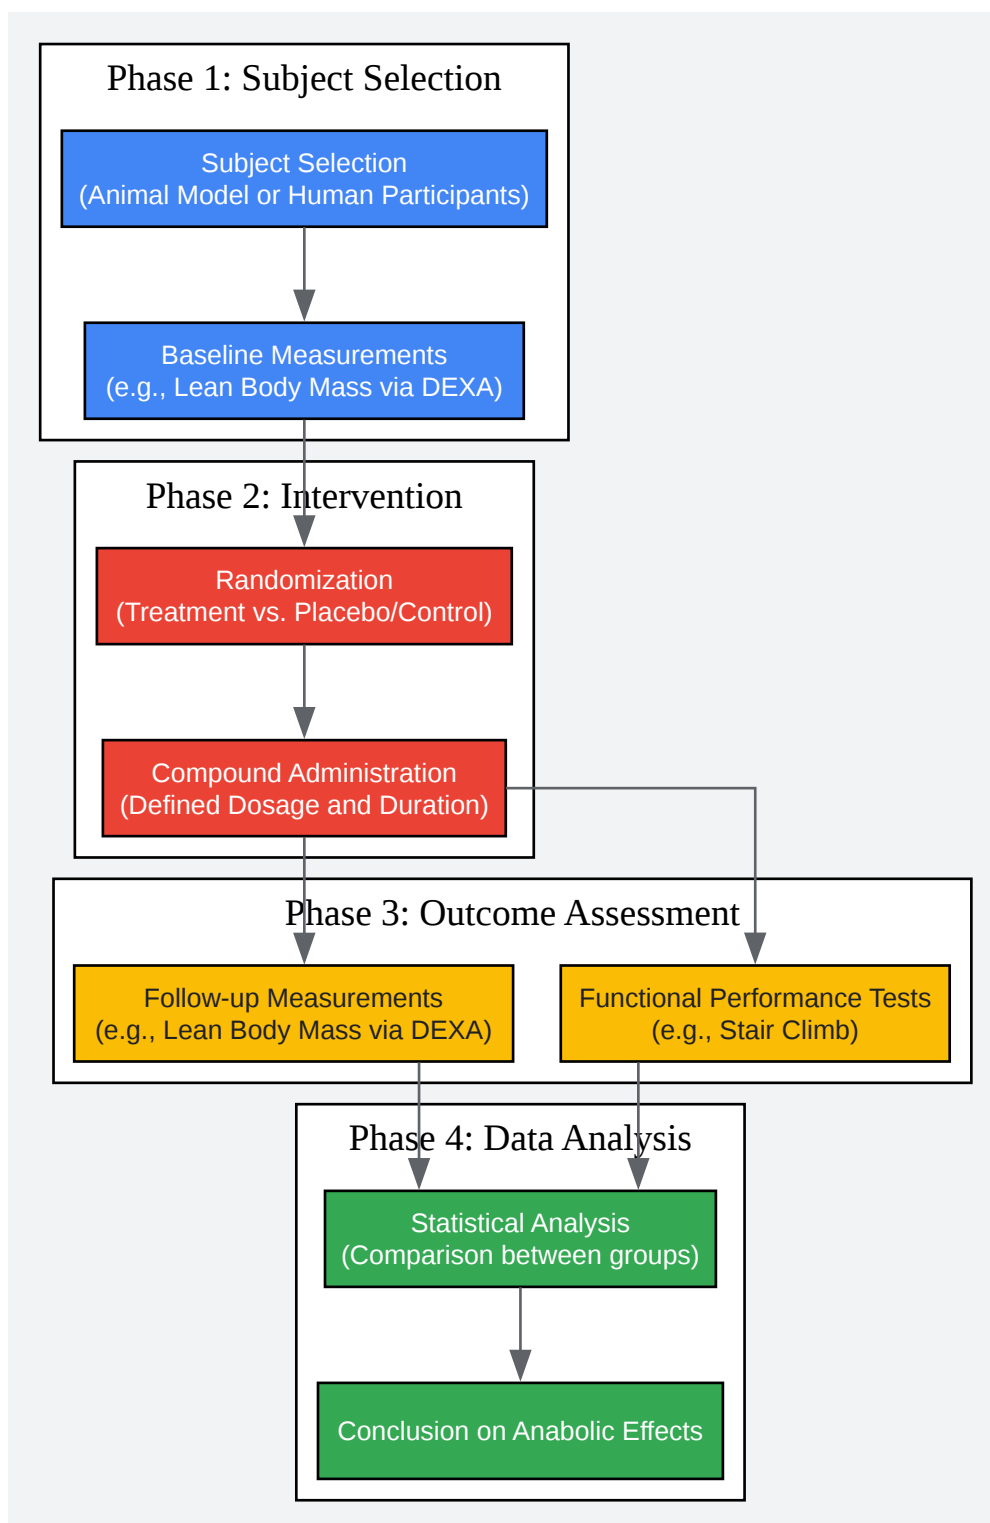 Phase 1: Subject Selection
Subject Selection
(Animal Model or Human Participants)
Baseline Measurements
(e.g., Lean Body Mass via DEXA)
Phase 2: Intervention
Randomization
(Treatment vs. Placebo/Control)
Compound Administration
(Defined Dosage and Duration)
Phase 3: Outcome Assessment
Follow-up Measurements
(e.g., Lean Body Mass via DEXA)
Functional Performance Tests
(e.g., Stair Climb)
Phase 4: Data Analysis
Statistical Analysis
(Comparison between groups)
Conclusion on Anabolic Effects